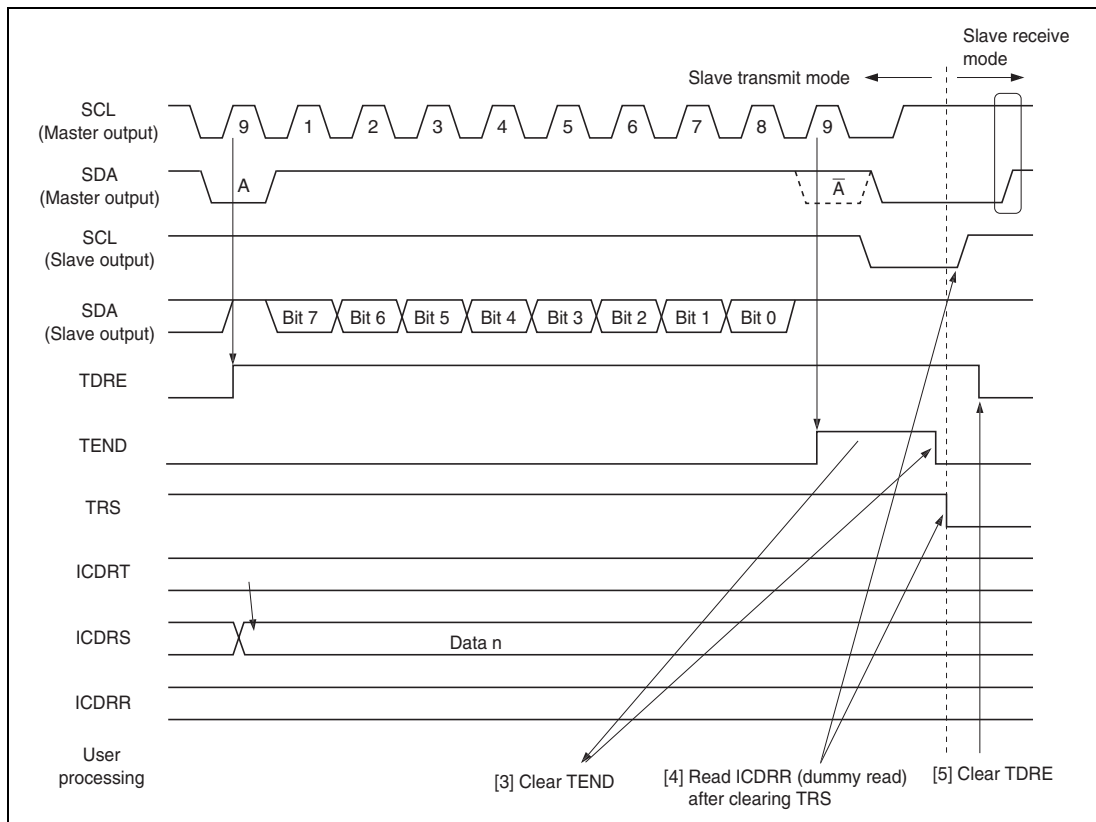 Slave receive
mode
Slave transmit mode
SCL
(Master output)
9 1 2 3 4 5 6 7 8 9
SDA
(Master output)
A A̅
SCL
(Slave output)
SDA
(Slave output)
Bit 7 Bit 6 Bit 5 Bit 4 Bit 3 Bit 2 Bit 1 Bit 0
TDRE
TEND
TRS
ICDRT
ICDRS
Data n
ICDRR
User
processing
[3] Clear TEND
[4] Read ICDRR (dummy read)
after clearing TRS
[5] Clear TDRE